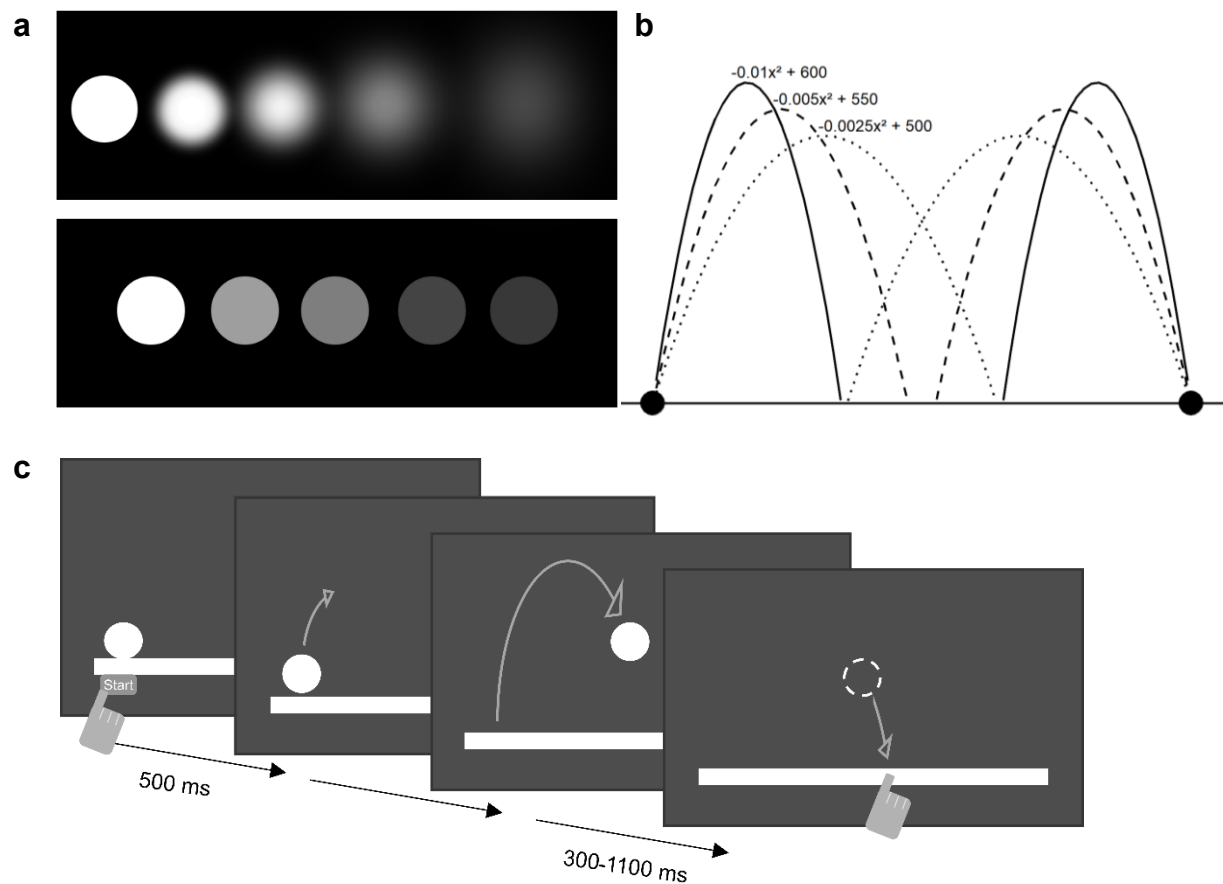 a
b
-0.01x² + 600
-0.005x² + 550
-0.0025x² + 500
c
Start
500 ms
300-1100 ms